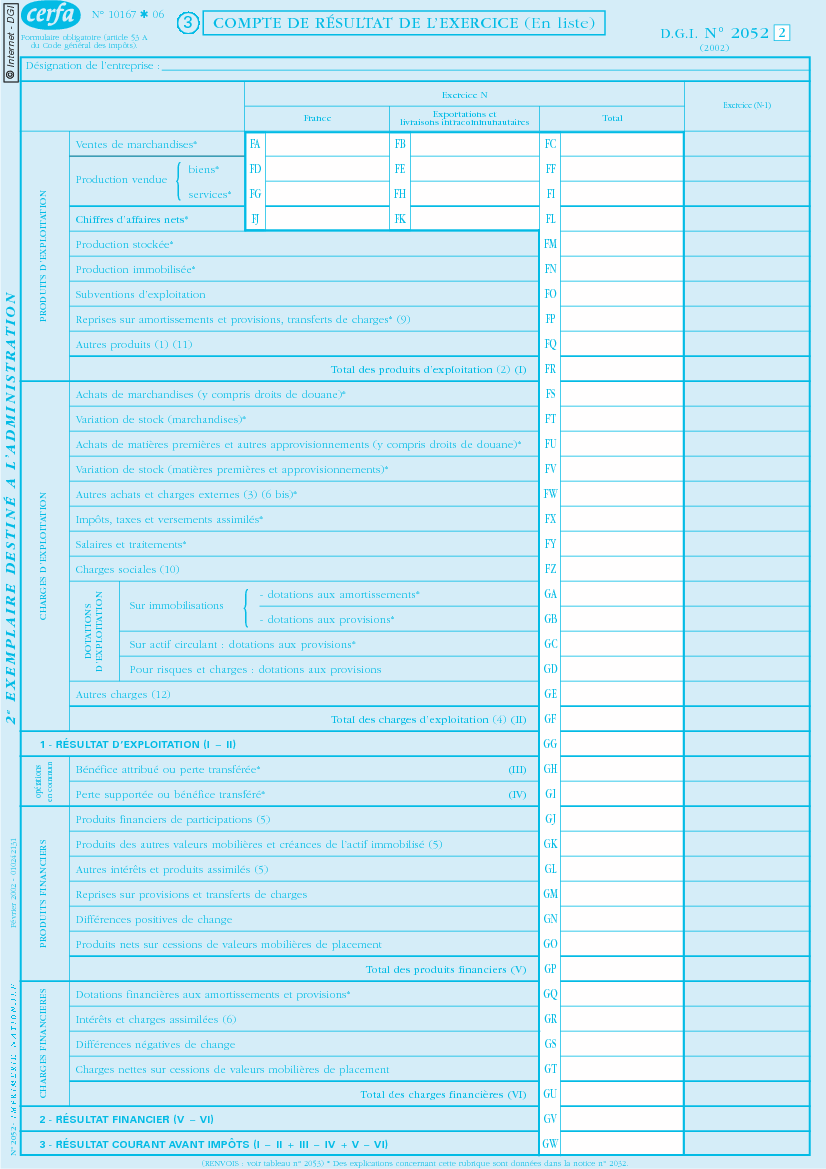 © Internet - DGI
cerfa
N° 10167 ✱ 06
Formulaire obligatoire (article 53 A
du Code général des impôts).
3
COMPTE DE RÉSULTAT DE L'EXERCICE (En liste)
D.G.I. N° 2052 2
(2002)
Désignation de l'entreprise :
Exercice N
Exercice (N-1)
France
Exportations et
livraisons intracommunautaires
Total
PRODUITS D'EXPLOITATION
Ventes de marchandises* FA FB FC
Production vendue
biens* FD FE FF
services* FG FH FI
Chiffres d'affaires nets* FJ FK FL
Production stockée* FM
Production immobilisée* FN
Subventions d'exploitation FO
Reprises sur amortissements et provisions, transferts de charges* (9) FP
Autres produits (1) (11) FQ
Total des produits d'exploitation (2) (I) FR
CHARGES D'EXPLOITATION
Achats de marchandises (y compris droits de douane)* FS
Variation de stock (marchandises)* FT
Achats de matières premières et autres approvisionnements (y compris droits de douane)* FU
Variation de stock (matières premières et approvisionnements)* FV
Autres achats et charges externes (3) (6 bis)* FW
Impôts, taxes et versements assimilés* FX
Salaires et traitements* FY
Charges sociales (10) FZ
DOTATIONS
D'EXPLOITATION
Sur immobilisations
- dotations aux amortissements* GA
- dotations aux provisions* GB
Sur actif circulant : dotations aux provisions* GC
Pour risques et charges : dotations aux provisions GD
Autres charges (12) GE
Total des charges d'exploitation (4) (II) GF
1 - RÉSULTAT D'EXPLOITATION (I – II) GG
opérations
en commun
Bénéfice attribué ou perte transférée* (III) GH
Perte supportée ou bénéfice transféré* (IV) GI
PRODUITS FINANCIERS
Produits financiers de participations (5) GJ
Produits des autres valeurs mobilières et créances de l'actif immobilisé (5) GK
Autres intérêts et produits assimilés (5) GL
Reprises sur provisions et transferts de charges GM
Différences positives de change GN
Produits nets sur cessions de valeurs mobilières de placement GO
Total des produits financiers (V) GP
CHARGES FINANCIERES
Dotations financières aux amortissements et provisions* GQ
Intérêts et charges assimilées (6) GR
Différences négatives de change GS
Charges nettes sur cessions de valeurs mobilières de placement GT
Total des charges financières (VI) GU
2 - RÉSULTAT FINANCIER (V – VI) GV
3 - RÉSULTAT COURANT AVANT IMPÔTS (I – II + III – IV + V – VI) GW
(RENVOIS : voir tableau n° 2053) * Des explications concernant cette rubrique sont données dans la notice n° 2032.
2e EXEMPLAIRE DESTINÉ A L'ADMINISTRATION
N° 2052 - IMPRIMERIE NATIONALE
Février 2002 -